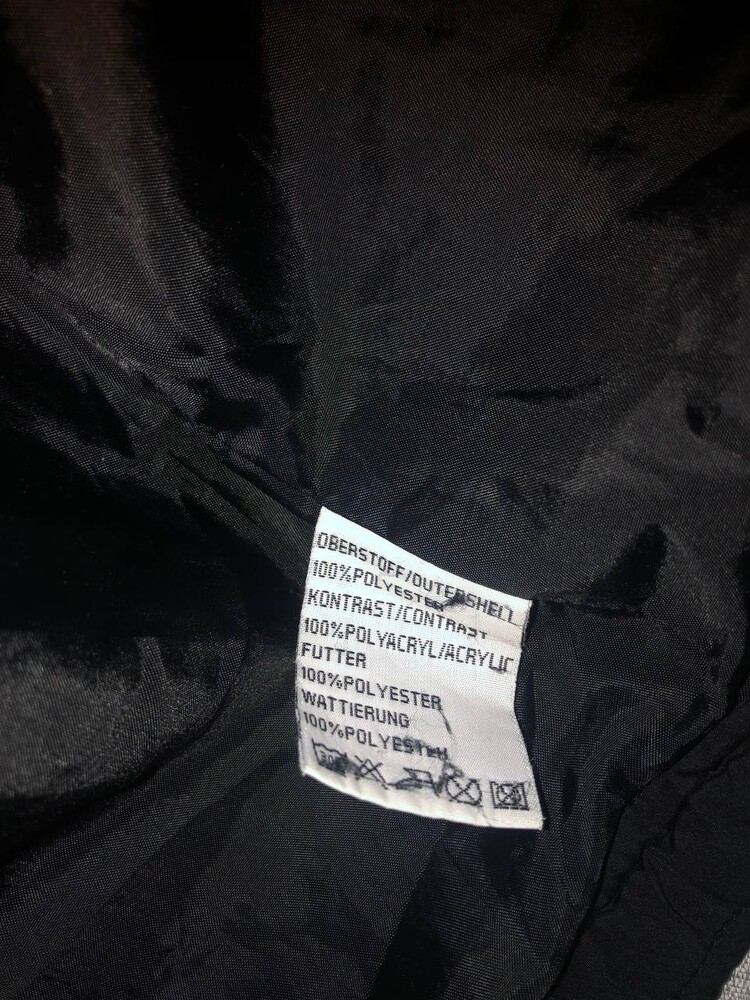 OBERSTOFF/OUTERSHELL
100%POLYESTER
KONTRAST/CONTRAST
100%POLYACRYL/ACRYLIC
FUTTER
100%POLYESTER
WATTIERUNG
100%POLYESTER